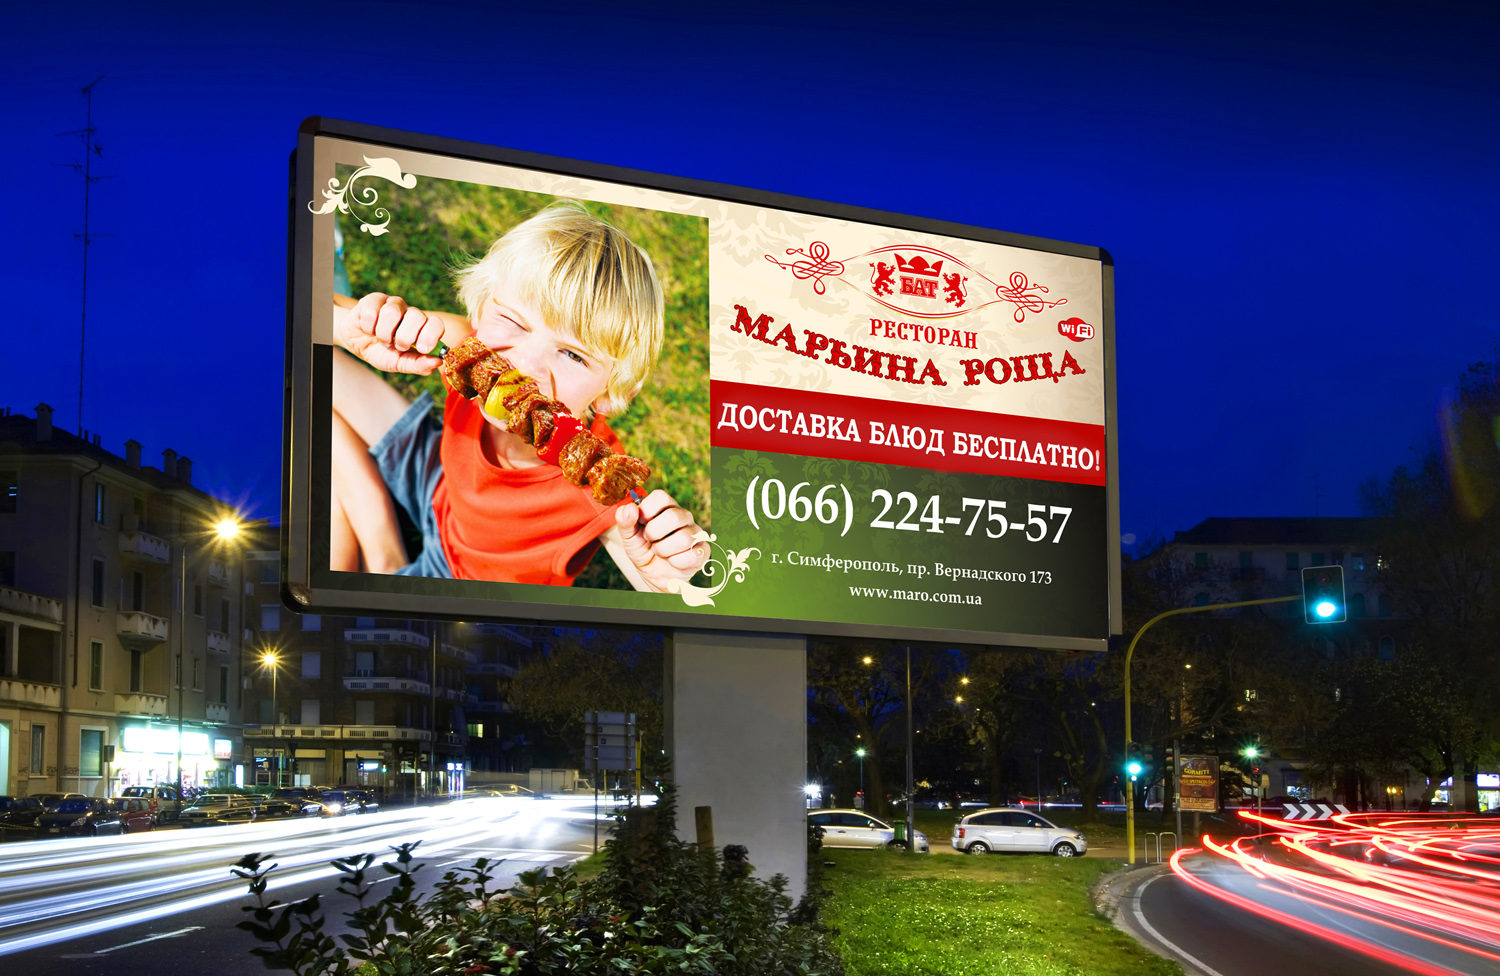 БАТ
РЕСТОРАН
Wi Fi
МАРЬИНА РОЩА
ДОСТАВКА БЛЮД БЕСПЛАТНО!
(066) 224-75-57
г. Симферополь, пр. Вернадского 173
www.maro.com.ua